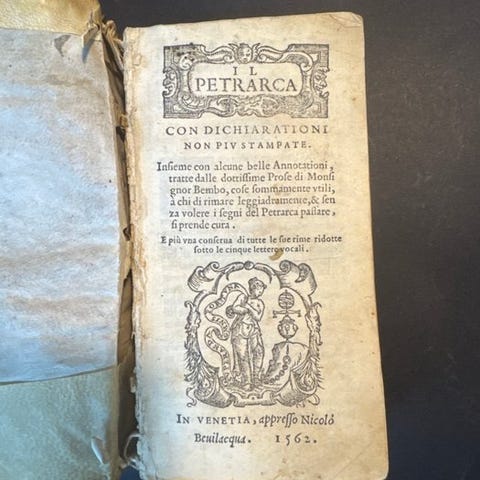 IL
PETRARCA
CON DICHIARATIONI
NON PIV STAMPATE.
Insieme con alcune belle Annotationi,
tratte dalle dottissime Prose di Monsi
gnor Bembo, cose sommamente vtili,
à chi di rimare leggiadramente, & sen
za volere i segni del Petrarca passare,
si prende cura.
E più vna conserua di tutte le sue rime ridotte
sotto le cinque lettere vocali.
IN VENETIA, appresso Nicolò
Beuilacqua. 1562.